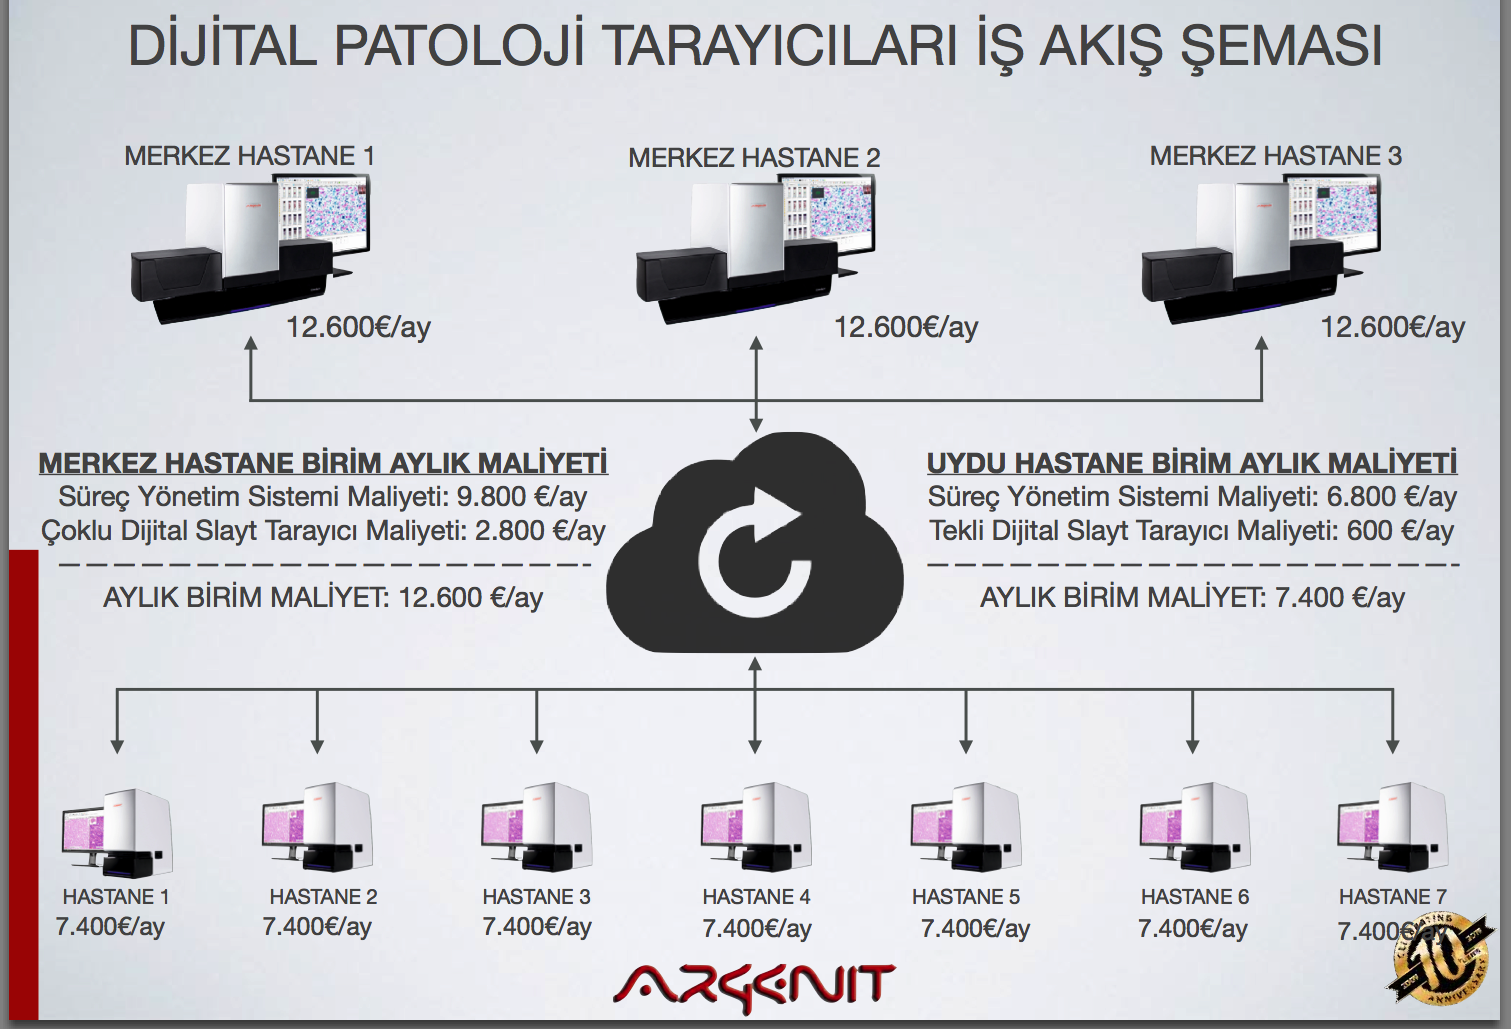 DİJİTAL PATOLOJİ TARAYICILARI İŞ AKIŞ ŞEMASI
MERKEZ HASTANE 1
MERKEZ HASTANE 2
MERKEZ HASTANE 3
12.600€/ay
12.600€/ay
12.600€/ay
MERKEZ HASTANE BİRİM AYLIK MALİYETİ
Süreç Yönetim Sistemi Maliyeti: 9.800 €/ay
Çoklu Dijital Slayt Tarayıcı Maliyeti: 2.800 €/ay
AYLIK BİRİM MALİYET: 12.600 €/ay
UYDU HASTANE BİRİM AYLIK MALİYETİ
Süreç Yönetim Sistemi Maliyeti: 6.800 €/ay
Tekli Dijital Slayt Tarayıcı Maliyeti: 600 €/ay
AYLIK BİRİM MALİYET: 7.400 €/ay
HASTANE 1
7.400€/ay
HASTANE 2
7.400€/ay
HASTANE 3
7.400€/ay
HASTANE 4
7.400€/ay
HASTANE 5
7.400€/ay
HASTANE 6
7.400€/ay
HASTANE 7
7.400€/ay
ARGENIT
10
ANNIVERSARY